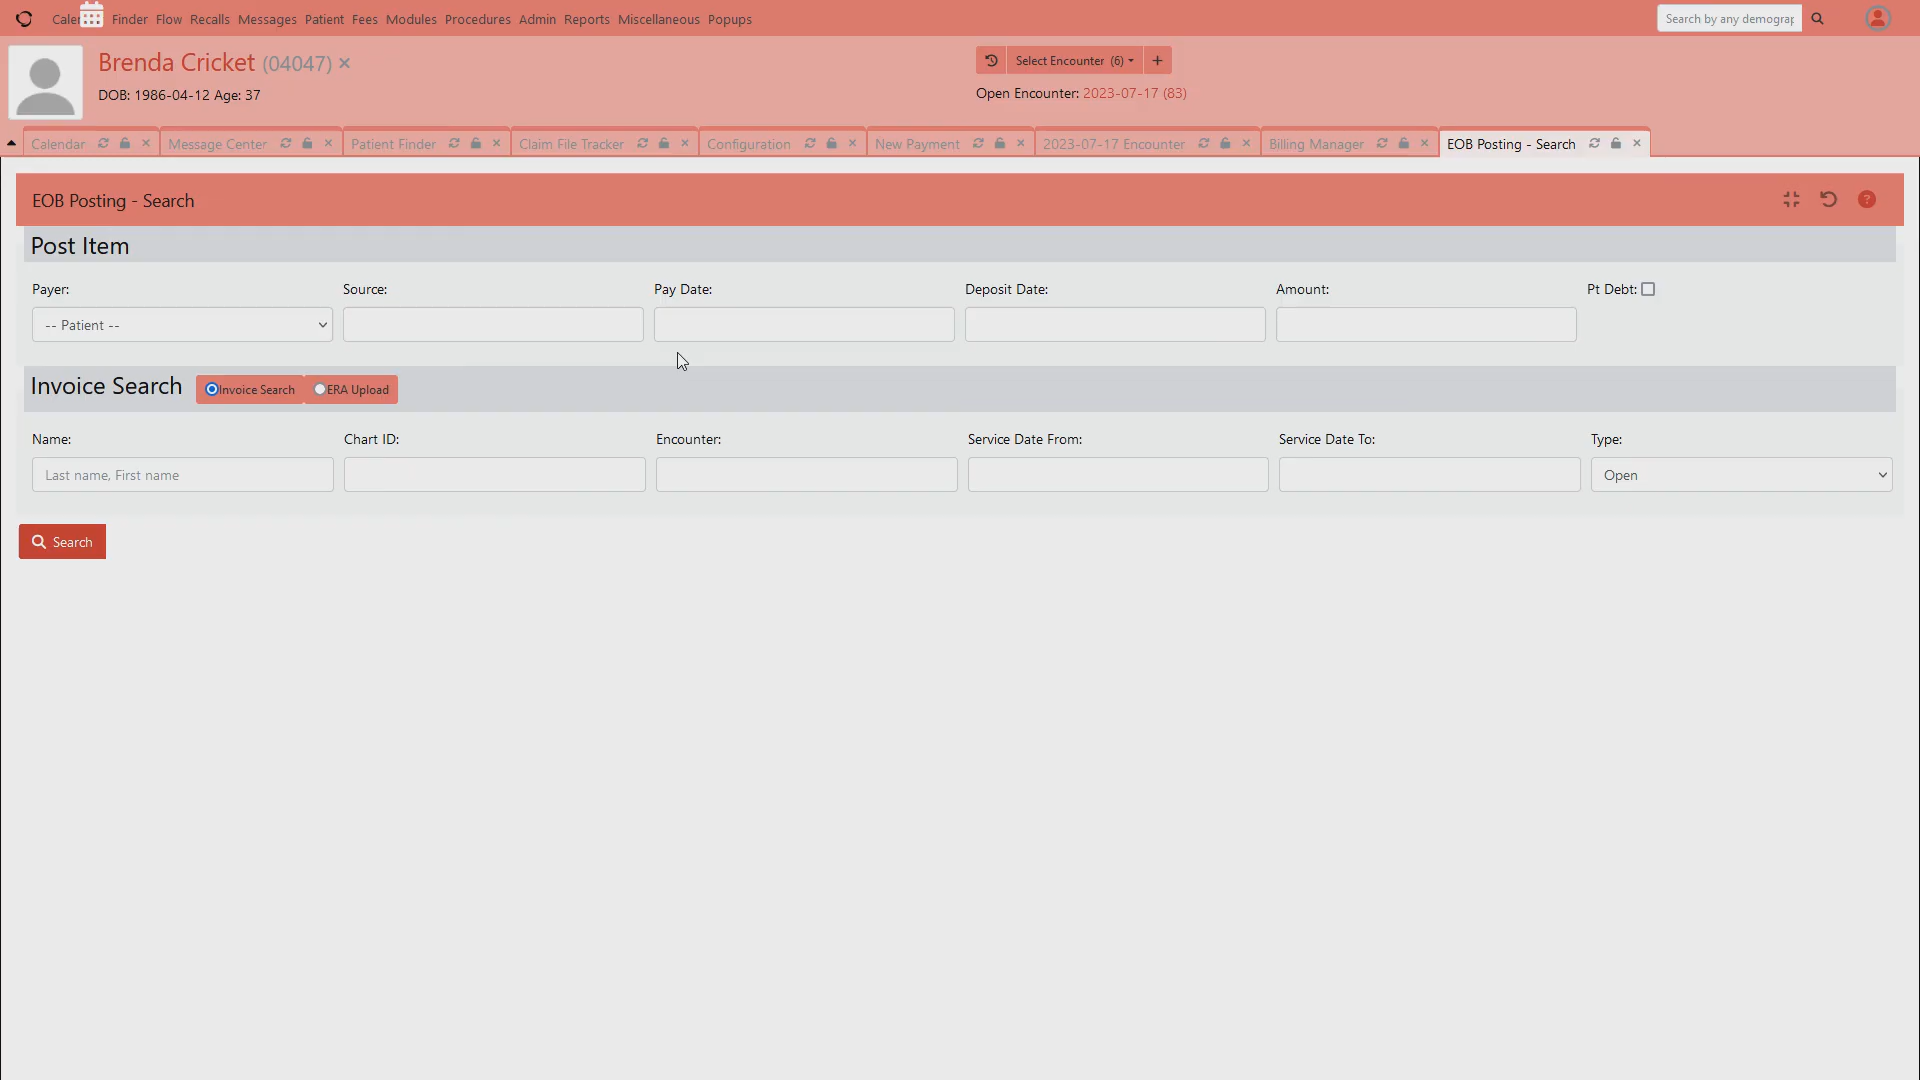 Finder Flow Recalls Messages Patient Fees Modules Procedures Admin Reports Miscellaneous Popups
Search by any demograp
Brenda Cricket (04047)
DOB: 1986-04-12 Age: 37
Select Encounter (6)
Open Encounter: 2023-07-17 (83)
Calendar Message Center Patient Finder Claim File Tracker Configuration New Payment 2023-07-17 Encounter Billing Manager EOB Posting - Search
EOB Posting - Search
Post Item
Payer: Source: Pay Date: Deposit Date: Amount: Pt Debt:
-- Patient --
Invoice Search Invoice Search ERA Upload
Name: Chart ID: Encounter: Service Date From: Service Date To: Type:
Last name, First name Open
Search